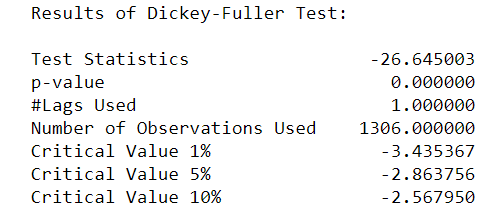 Results of Dickey-Fuller Test:
Test Statistics -26.645003
p-value 0.000000
#Lags Used 1.000000
Number of Observations Used 1306.000000
Critical Value 1% -3.435367
Critical Value 5% -2.863756
Critical Value 10% -2.567950